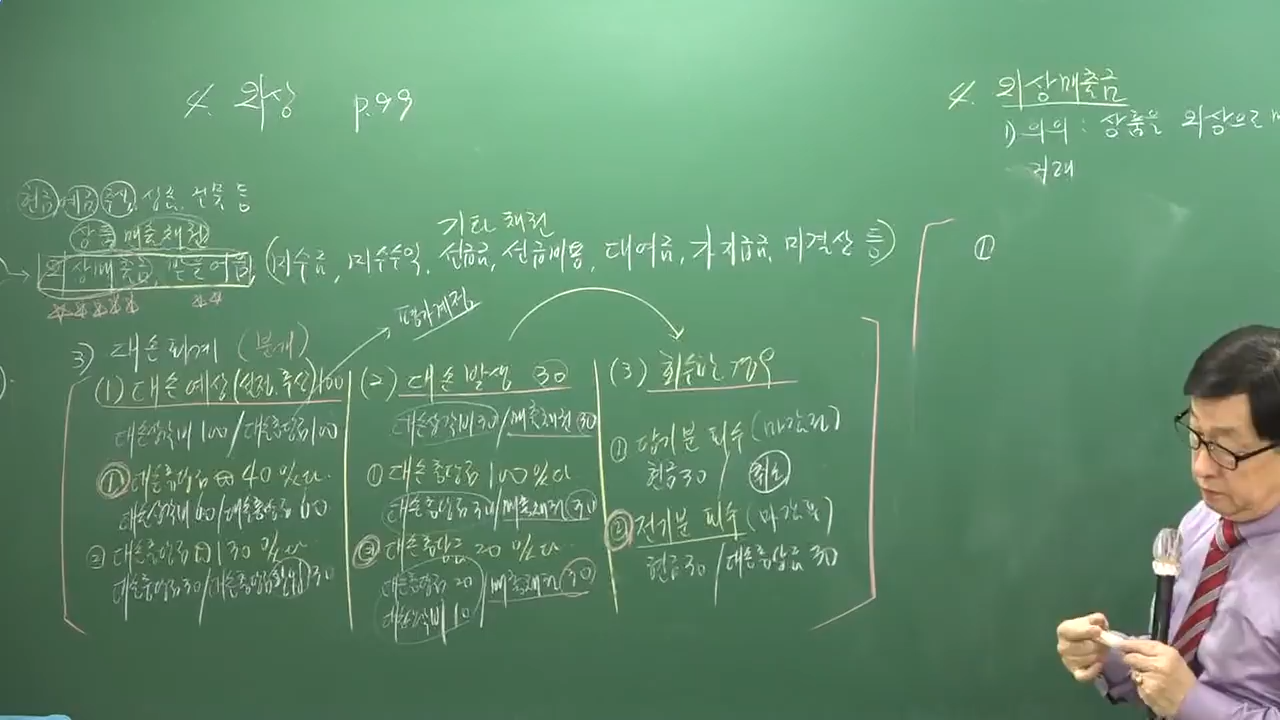 4. 외상 p.99
현금 예금 주식, 상품, 건물 등
상품 매출채권
기타 채권
외상매출금, 받을어음, (미수금, 미수수익, 선급금, 선급비용, 대여금, 가지급금, 미결산 등)
평가계정
3) 대손 회계 (분개)
(1) 대손 예상 (설정, 추산) 100
대손상각비 100 / 대손충당금 100
① 대손충당금 40 있다.
대손상각비 60 / 대손충당금 60
② 대손충당금 130 있다
대손충당금 30 / 대손충당금환입 30
(2) 대손 발생 30
대손상각비 30 / 매출채권 30
① 대손충당금 100 있다
대손충당금 30 / 매출채권 30
② 대손충당금 20 있다.
대손충당금 20 / 매출채권 30
대손상각비 10
(3) 회수하는 경우
① 당기분 회수 (마감전)
현금 30 / 취소
② 전기분 회수 (마감후)
현금 30 / 대손충당금 30
4. 외상매출금
1) 의의 : 상품을 외상으로
거래
①